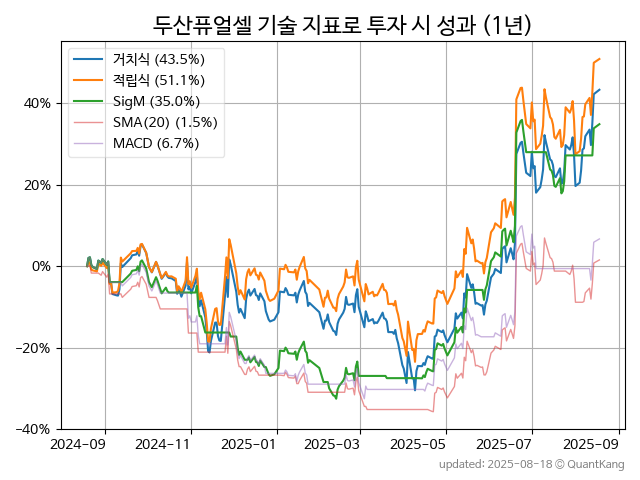 두산퓨얼셀 기술 지표로 투자 시 성과 (1년)
거치식 (43.5%)
적립식 (51.1%)
SigM (35.0%)
SMA(20) (1.5%)
MACD (6.7%)
40%
20%
0%
−20%
−40%
2024-09 2024-11 2025-01 2025-03 2025-05 2025-07 2025-09
updated: 2025-08-18 © QuantKang